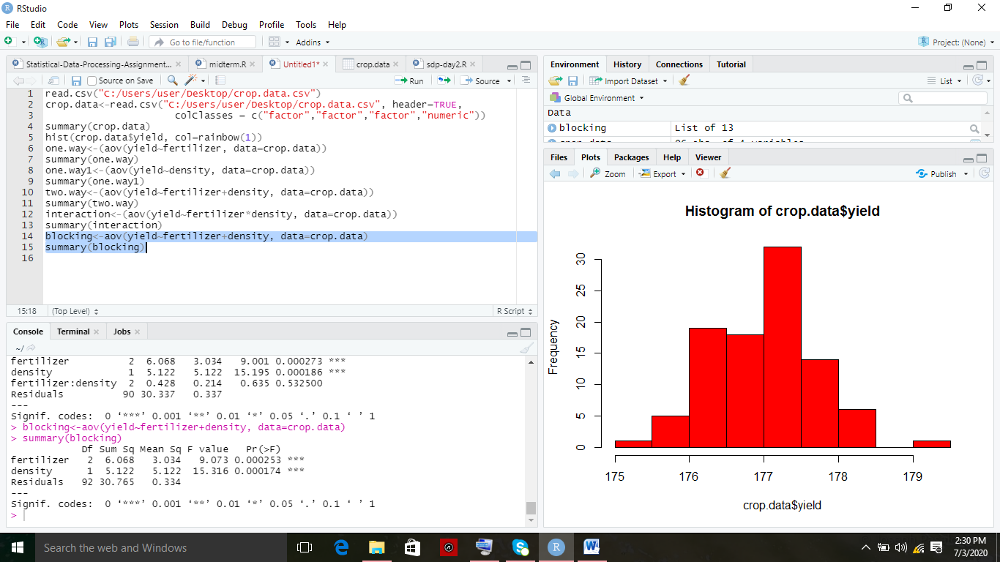 RStudio
File Edit Code View Plots Session Build Debug Profile Tools Help
Go to file/function Addins Project: (None)
Statistical-Data-Processing-Assignment... midterm.R Untitled1* crop.data sdp-day2.R
Source on Save Run Source
1 read.csv("C:/Users/user/Desktop/crop.data.csv")
2 crop.data<-read.csv("C:/Users/user/Desktop/crop.data.csv", header=TRUE,
3 colClasses = c("factor","factor","factor","numeric"))
4 summary(crop.data)
5 hist(crop.data$yield, col=rainbow(1))
6 one.way<-(aov(yield~fertilizer, data=crop.data))
7 summary(one.way)
8 one.way1<-(aov(yield~density, data=crop.data))
9 summary(one.way1)
10 two.way<-(aov(yield~fertilizer+density, data=crop.data))
11 summary(two.way)
12 interaction<-(aov(yield~fertilizer*density, data=crop.data))
13 summary(interaction)
14 blocking<-aov(yield~fertilizer+density, data=crop.data)
15 summary(blocking)
16
15:18 (Top Level) R Script
Console Terminal Jobs
~/
fertilizer 2 6.068 3.034 9.001 0.000273 ***
density 1 5.122 5.122 15.195 0.000186 ***
fertilizer:density 2 0.428 0.214 0.635 0.532500
Residuals 90 30.337 0.337
---
Signif. codes: 0 ‘***’ 0.001 ‘**’ 0.01 ‘*’ 0.05 ‘.’ 0.1 ‘ ’ 1
> blocking<-aov(yield~fertilizer+density, data=crop.data)
> summary(blocking)
Df Sum Sq Mean Sq F value Pr(>F)
fertilizer 2 6.068 3.034 9.073 0.000253 ***
density 1 5.122 5.122 15.316 0.000174 ***
Residuals 92 30.765 0.334
---
Signif. codes: 0 ‘***’ 0.001 ‘**’ 0.01 ‘*’ 0.05 ‘.’ 0.1 ‘ ’ 1
>
Environment History Connections Tutorial
Import Dataset List
Global Environment
Data
blocking List of 13
Files Plots Packages Help Viewer
Zoom Export Publish
Histogram of crop.data$yield
Frequency
0 5 10 15 20 25 30
175 176 177 178 179
crop.data$yield
Search the web and Windows
2:30 PM
7/3/2020